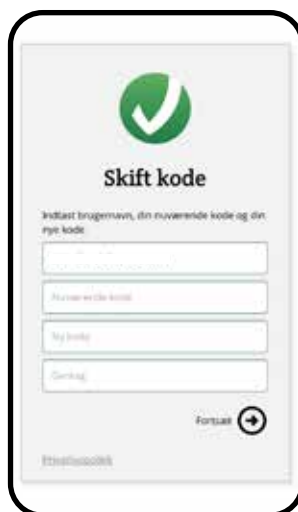 Skift kode
Indtast brugernavn, din nuværende kode og din
nye kode
Nuværende kode
Ny kode
Gentag
Fortsæt
Privatlivspolitik